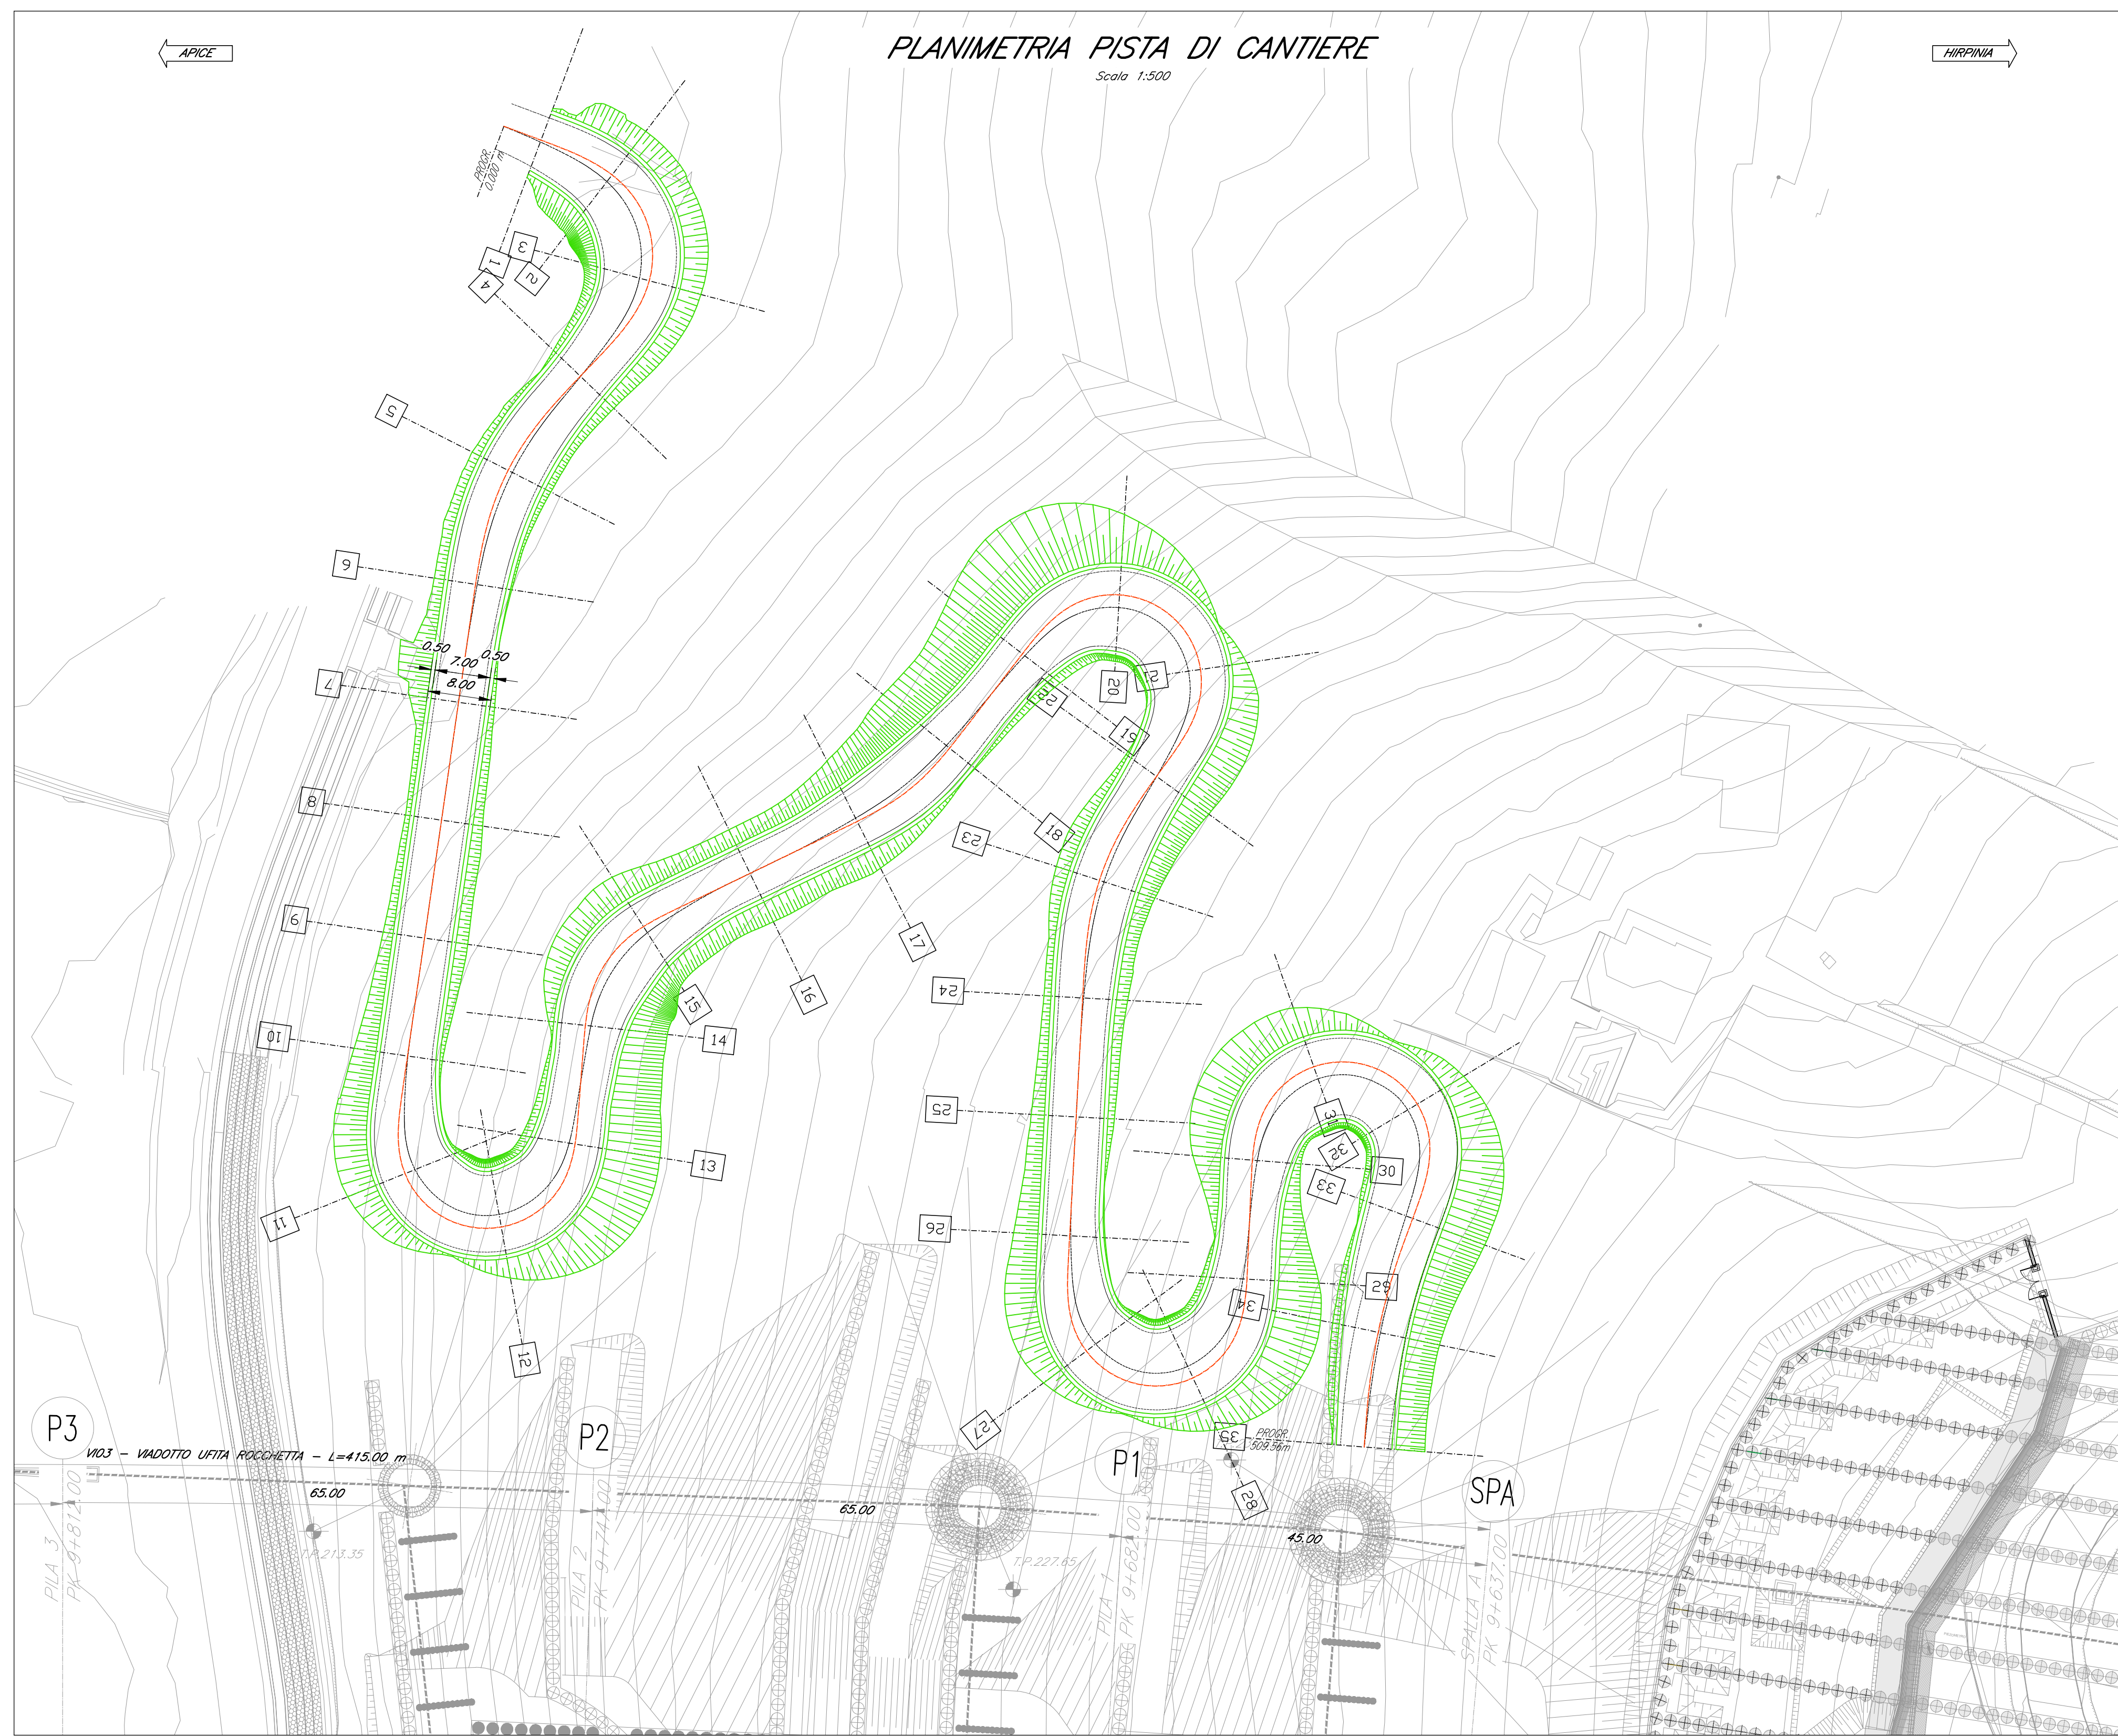 APICE
PLANIMETRIA PISTA DI CANTIERE
HIRPINIA
Scala 1:500
PROGR.
0.000 m
1
2
3
4
5
6
7
0.50
7.00
0.50
8.00
8
9
10
11
12
13
14
15
16
17
18
19
20
21
22
23
24
25
26
27
28
29
30
31
32
33
34
35
PROGR.
509.56m
P3
P2
P1
SPA
VI03 - VIADOTTO UFITA ROCCHETTA - L=415.00 m
65.00
65.00
45.00
T.P.213.35
T.P.227.65
PILA 3
PK 9+812.00
PILA 2
PK 9+747.00
PILA 1
PK 9+682.00
SPALLA A
PK 9+637.00